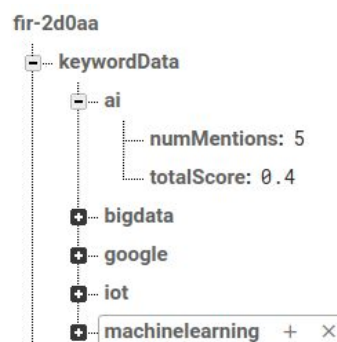 fir-2d0aa
keywordData
ai
numMentions: 5
totalScore: 0.4
bigdata
google
iot
machinelearning + ×